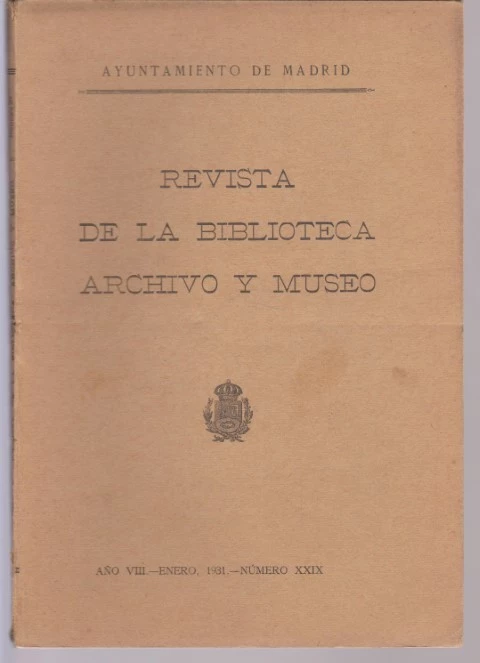 AYUNTAMIENTO DE MADRID
REVISTA
DE LA BIBLIOTECA
ARCHIVO Y MUSEO
AÑO VIII.—ENERO, 1931.—NÚMERO XXIX